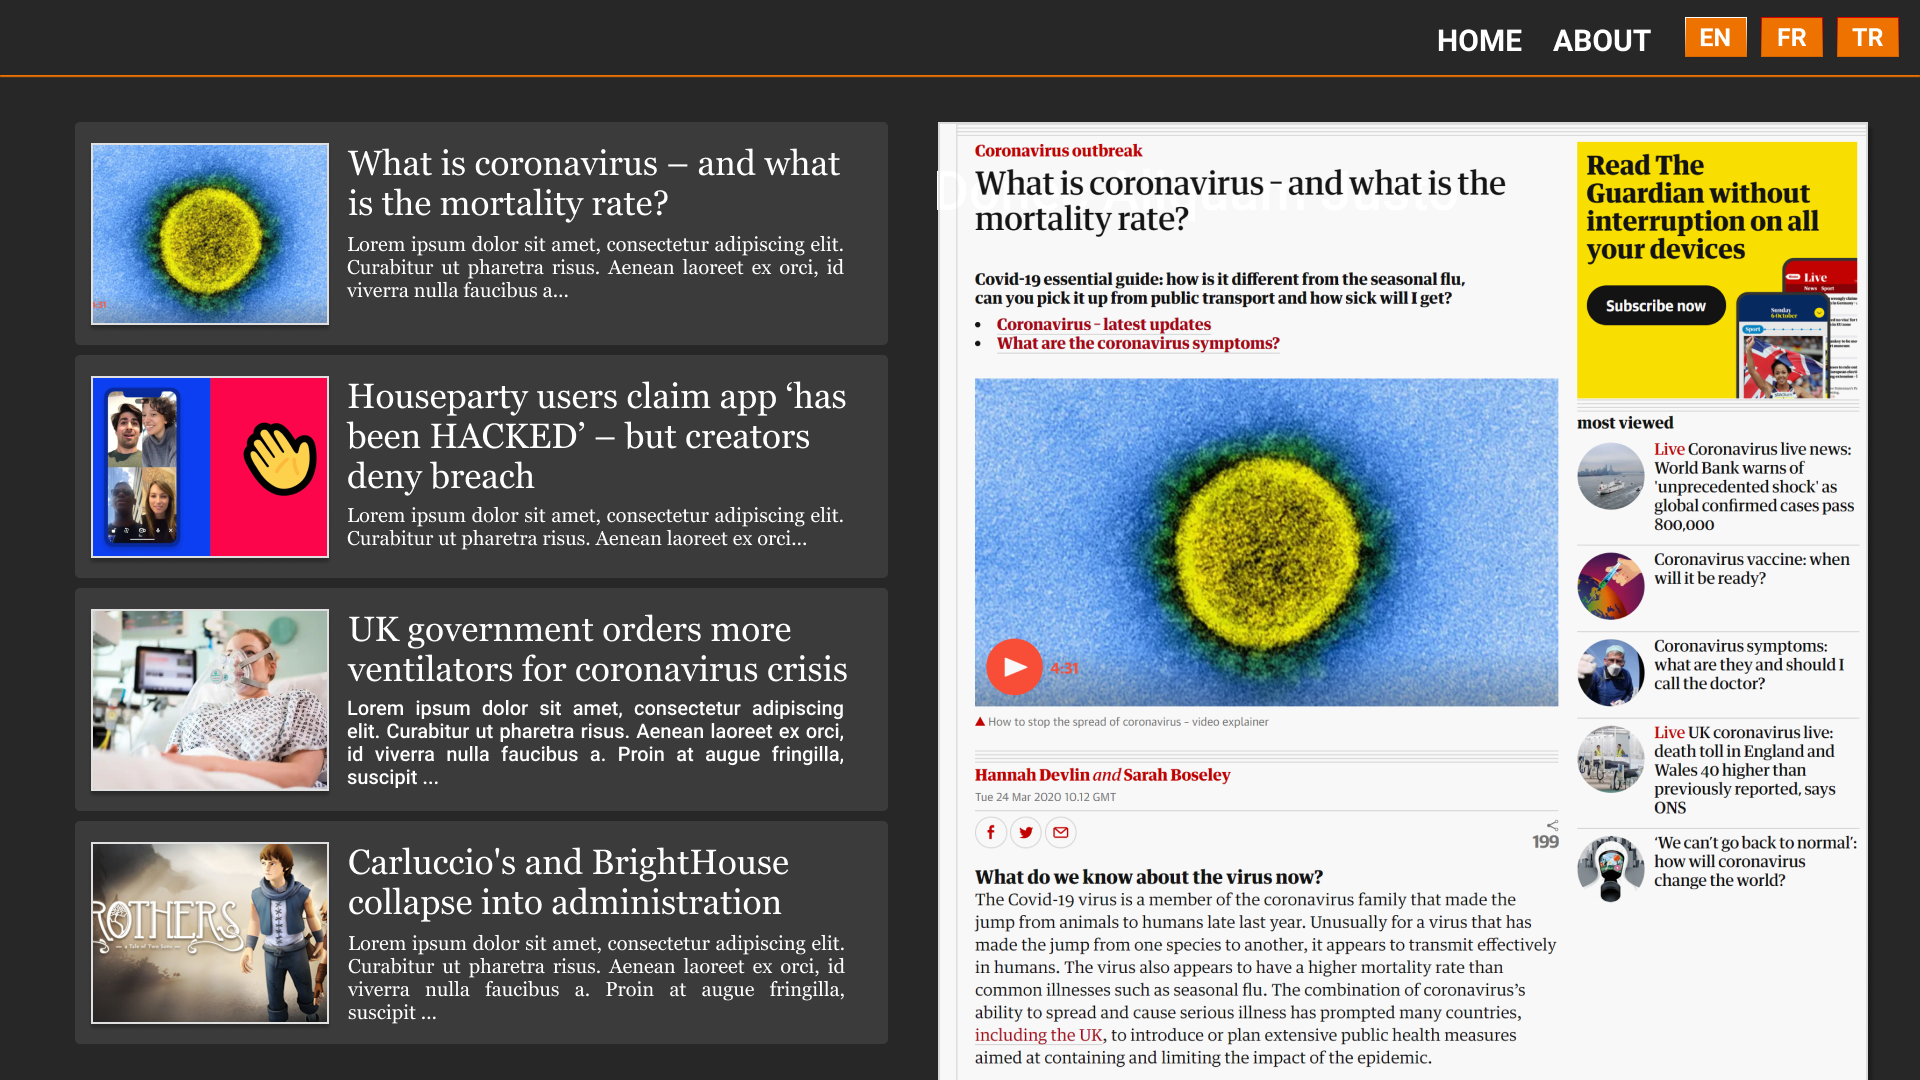 HOME ABOUT EN FR TR
What is coronavirus – and what
is the mortality rate?
Lorem ipsum dolor sit amet, consectetur adipiscing elit.
Curabitur ut pharetra risus. Aenean laoreet ex orci, id
viverra nulla faucibus a...
Houseparty users claim app ‘has
been HACKED’ – but creators
deny breach
Lorem ipsum dolor sit amet, consectetur adipiscing elit.
Curabitur ut pharetra risus. Aenean laoreet ex orci...
UK government orders more
ventilators for coronavirus crisis
Lorem ipsum dolor sit amet, consectetur adipiscing
elit. Curabitur ut pharetra risus. Aenean laoreet ex orci,
id viverra nulla faucibus a. Proin at augue fringilla,
suscipit ...
ROTHERS
a Tale of Two Sons
Carluccio's and BrightHouse
collapse into administration
Lorem ipsum dolor sit amet, consectetur adipiscing elit.
Curabitur ut pharetra risus. Aenean laoreet ex orci, id
viverra nulla faucibus a. Proin at augue fringilla,
suscipit ...
Coronavirus outbreak
What is coronavirus – and what is the
mortality rate?
Covid-19 essential guide: how is it different from the seasonal flu,
can you pick it up from public transport and how sick will I get?
• Coronavirus – latest updates
• What are the coronavirus symptoms?
4:31
How to stop the spread of coronavirus – video explainer
Hannah Devlin and Sarah Boseley
Tue 24 Mar 2020 10.12 GMT
199
What do we know about the virus now?
The Covid-19 virus is a member of the coronavirus family that made the
jump from animals to humans late last year. Unusually for a virus that has
made the jump from one species to another, it appears to transmit effectively
in humans. The virus also appears to have a higher mortality rate than
common illnesses such as seasonal flu. The combination of coronavirus’s
ability to spread and cause serious illness has prompted many countries,
including the UK, to introduce or plan extensive public health measures
aimed at containing and limiting the impact of the epidemic.
Read The
Guardian without
interruption on all
your devices
Subscribe now
Live
News Sport
Sunday
6 October
Sport
most viewed
Live Coronavirus live news:
World Bank warns of
'unprecedented shock' as
global confirmed cases pass
800,000
Coronavirus vaccine: when
will it be ready?
Coronavirus symptoms:
what are they and should I
call the doctor?
Live UK coronavirus live:
death toll in England and
Wales 40 higher than
previously reported, says
ONS
‘We can’t go back to normal’:
how will coronavirus
change the world?